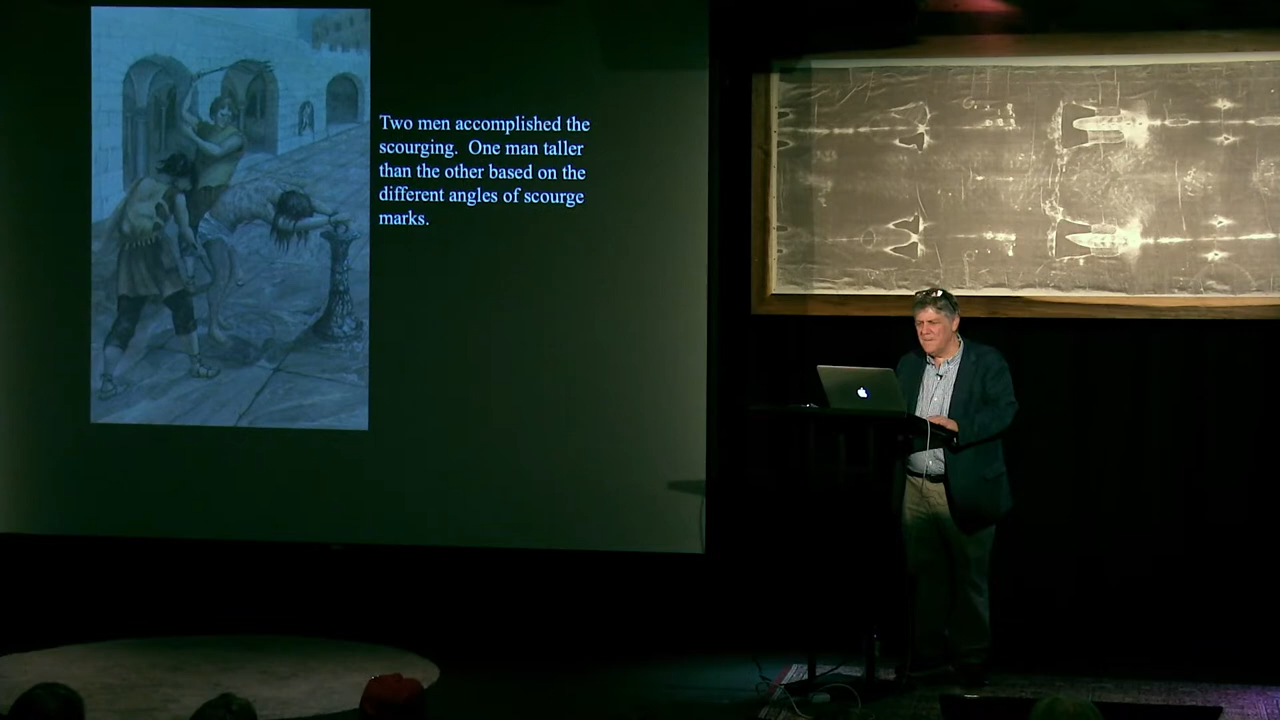 Two men accomplished the
scourging. One man taller
than the other based on the
different angles of scourge
marks.